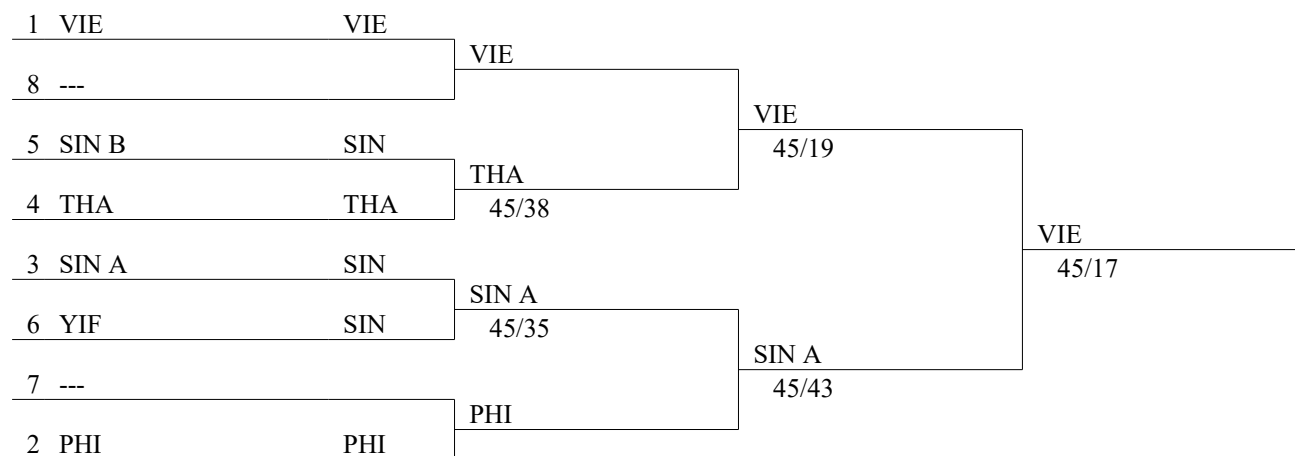 1 VIE VIE
VIE
8 ---
VIE
45/19
5 SIN B SIN
THA
45/38
4 THA THA
VIE
45/17
3 SIN A SIN
SIN A
45/35
6 YIF SIN
SIN A
45/43
7 ---
PHI
2 PHI PHI